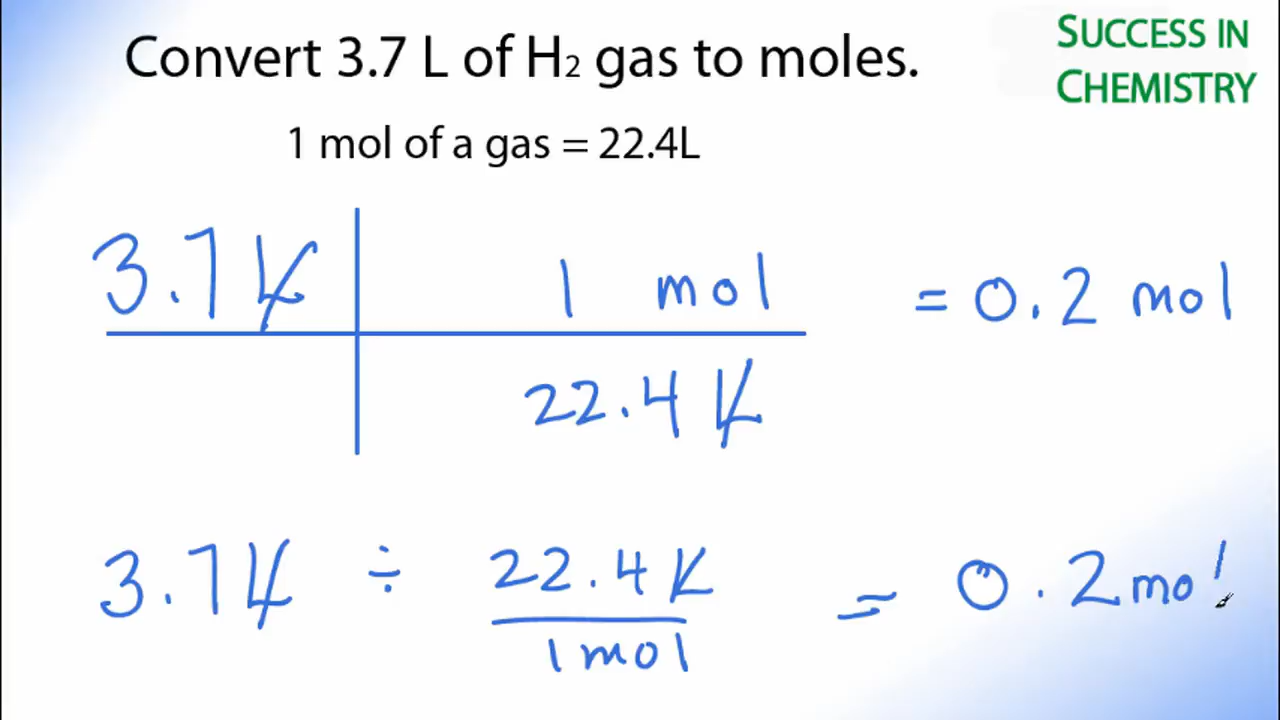 Convert 3.7 L of H₂ gas to moles.
SUCCESS IN
CHEMISTRY
1 mol of a gas = 22.4L
3.7 L | 1 mol = 0.2 mol
22.4 L
3.7 L ÷ 22.4 L = 0.2 mol
1 mol